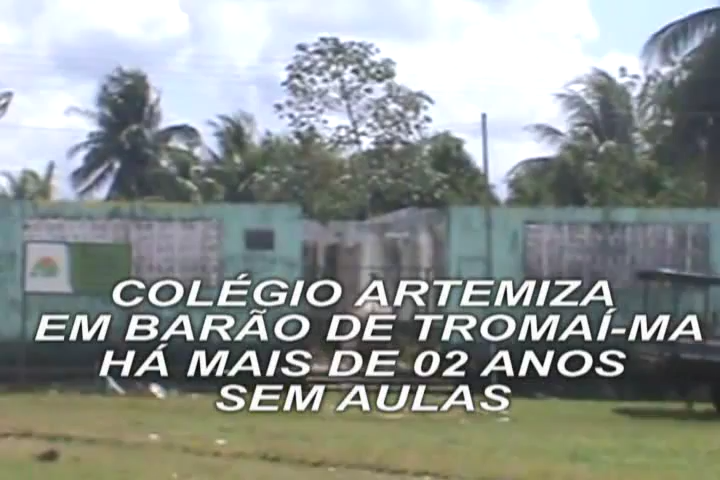 COLÉGIO ARTEMIZA
EM BARÃO DE TROMAÍ-MA
HÁ MAIS DE 02 ANOS
SEM AULAS